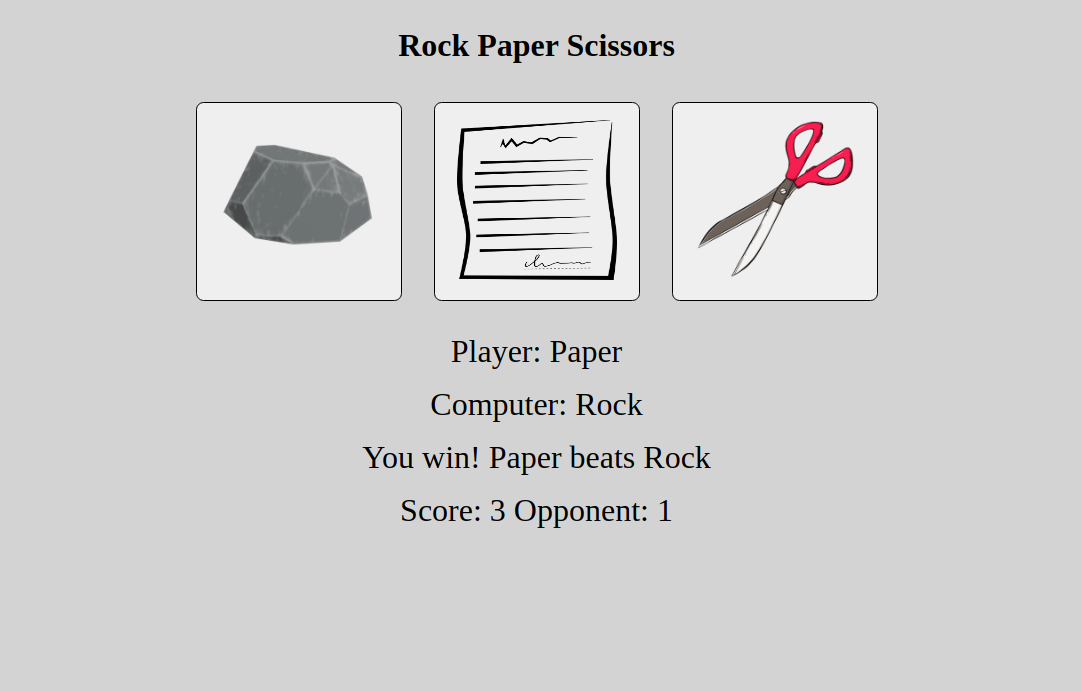 Rock Paper Scissors
Player: Paper
Computer: Rock
You win! Paper beats Rock
Score: 3 Opponent: 1